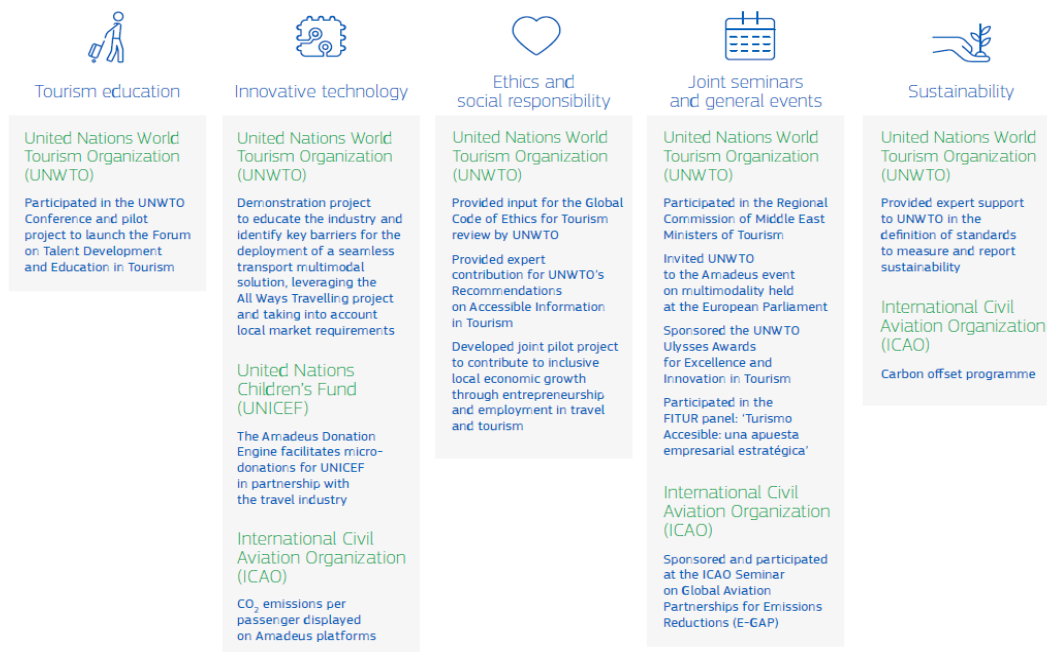 Tourism education
United Nations World
Tourism Organization
(UNWTO)
Participated in the UNWTO
Conference and pilot
project to launch the Forum
on Talent Development
and Education in Tourism
Innovative technology
United Nations World
Tourism Organization
(UNWTO)
Demonstration project
to educate the industry and
identify key barriers for the
deployment of a seamless
transport multimodal
solution, leveraging the
All Ways Travelling project
and taking into account
local market requirements
United Nations
Children's Fund
(UNICEF)
The Amadeus Donation
Engine facilitates micro-
donations for UNICEF
in partnership with
the travel industry
International Civil
Aviation Organization
(ICAO)
CO₂ emissions per
passenger displayed
on Amadeus platforms
Ethics and
social responsibility
United Nations World
Tourism Organization
(UNWTO)
Provided input for the Global
Code of Ethics for Tourism
review by UNWTO
Provided expert
contribution for UNWTO's
Recommendations
on Accessible Information
in Tourism
Developed joint pilot project
to contribute to inclusive
local economic growth
through entrepreneurship
and employment in travel
and tourism
Joint seminars
and general events
United Nations World
Tourism Organization
(UNWTO)
Participated in the Regional
Commission of Middle East
Ministers of Tourism
Invited UNWTO
to the Amadeus event
on multimodality held
at the European Parliament
Sponsored the UNWTO
Ulysses Awards
for Excellence and
Innovation in Tourism
Participated in the
FITUR panel: 'Turismo
Accesible: una apuesta
empresarial estratégica'
International Civil
Aviation Organization
(ICAO)
Sponsored and participated
at the ICAO Seminar
on Global Aviation
Partnerships for Emissions
Reductions (E-GAP)
Sustainability
United Nations World
Tourism Organization
(UNWTO)
Provided expert support
to UNWTO in the
definition of standards
to measure and report
sustainability
International Civil
Aviation Organization
(ICAO)
Carbon offset programme